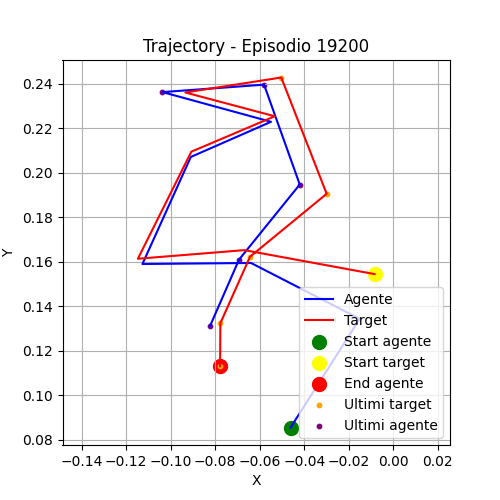 Trajectory - Episodio 19200
0.24
0.22
0.20
0.18
Y
0.16
0.14
0.12
0.10
0.08
Agente
Target
Start agente
Start target
End agente
Ultimi target
Ultimi agente
−0.14 −0.12 −0.10 −0.08 −0.06 −0.04 −0.02 0.00 0.02
X